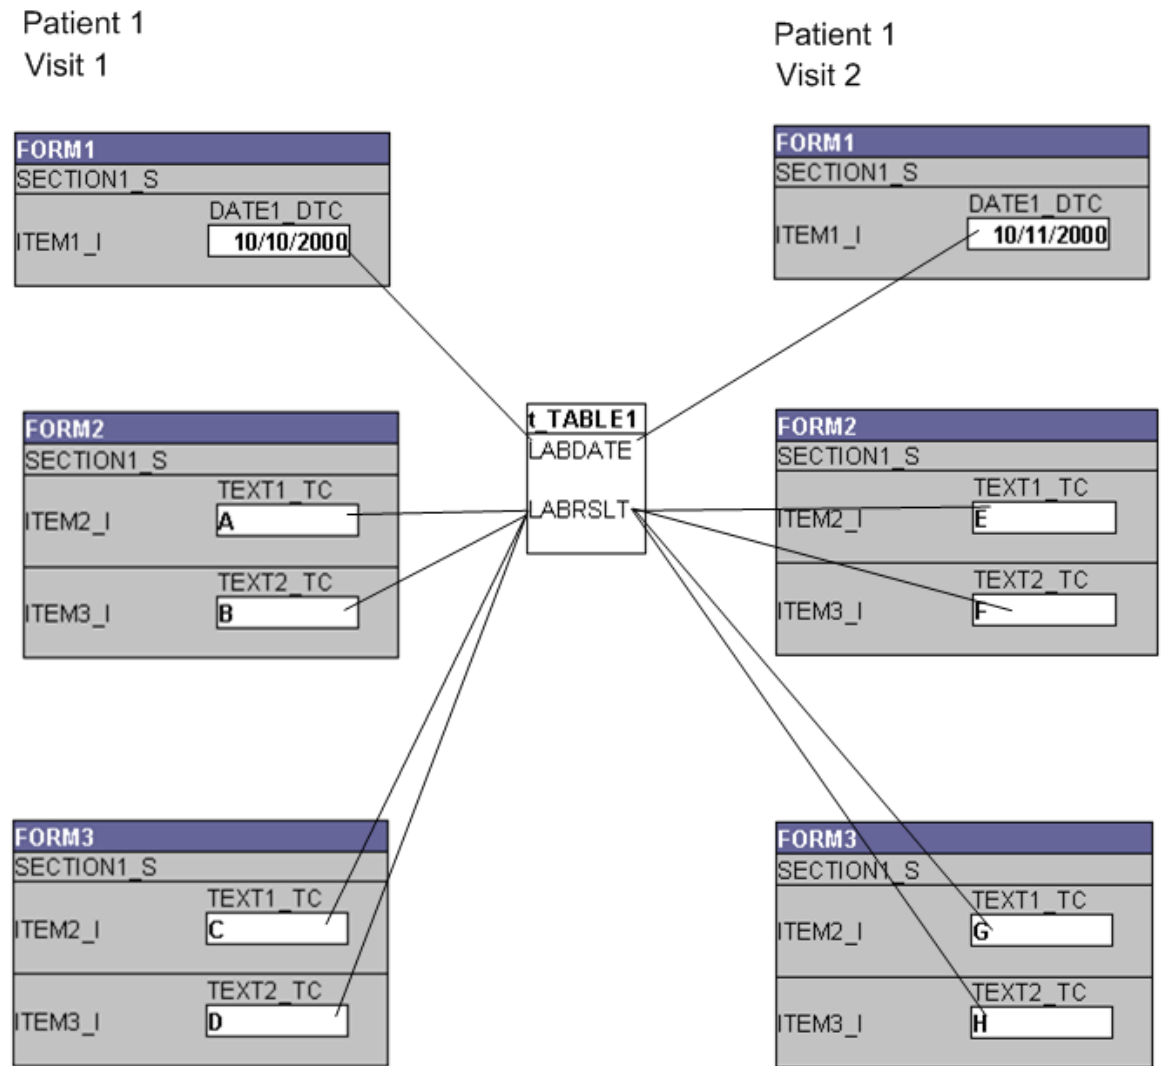 Patient 1
Visit 1
FORM1
SECTION1_S
DATE1_DTC
ITEM1_I
10/10/2000
FORM2
SECTION1_S
TEXT1_TC
ITEM2_I
A
TEXT2_TC
ITEM3_I
B
FORM3
SECTION1_S
TEXT1_TC
ITEM2_I
C
TEXT2_TC
ITEM3_I
D
t_TABLE1
LABDATE
LABRSLT
Patient 1
Visit 2
FORM1
SECTION1_S
DATE1_DTC
ITEM1_I
10/11/2000
FORM2
SECTION1_S
TEXT1_TC
ITEM2_I
E
TEXT2_TC
ITEM3_I
F
FORM3
SECTION1_S
TEXT1_TC
ITEM2_I
G
TEXT2_TC
ITEM3_I
H